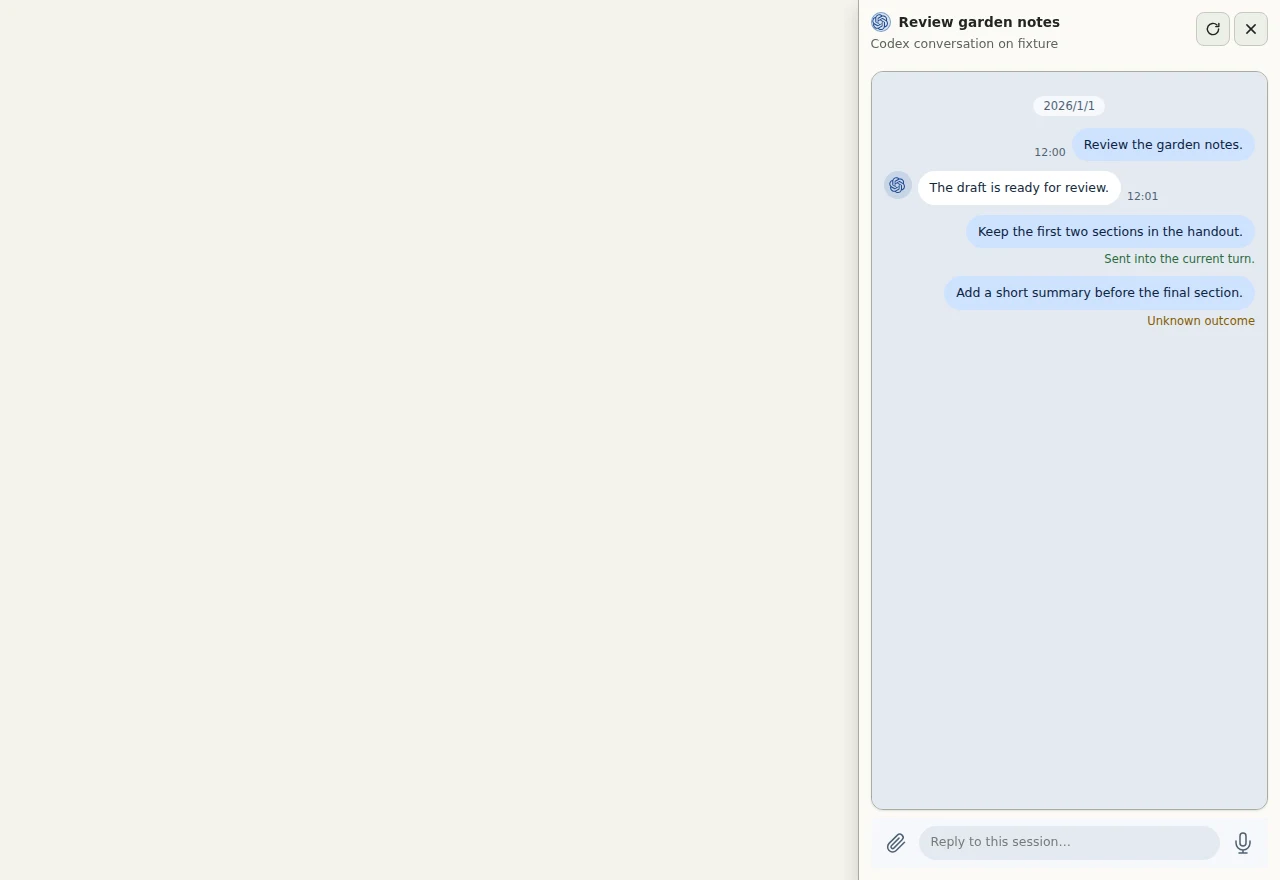 Review garden notes
Codex conversation on fixture
2026/1/1
Review the garden notes.
12:00
The draft is ready for review.
12:01
Keep the first two sections in the handout.
Sent into the current turn.
Add a short summary before the final section.
Unknown outcome
Reply to this session...